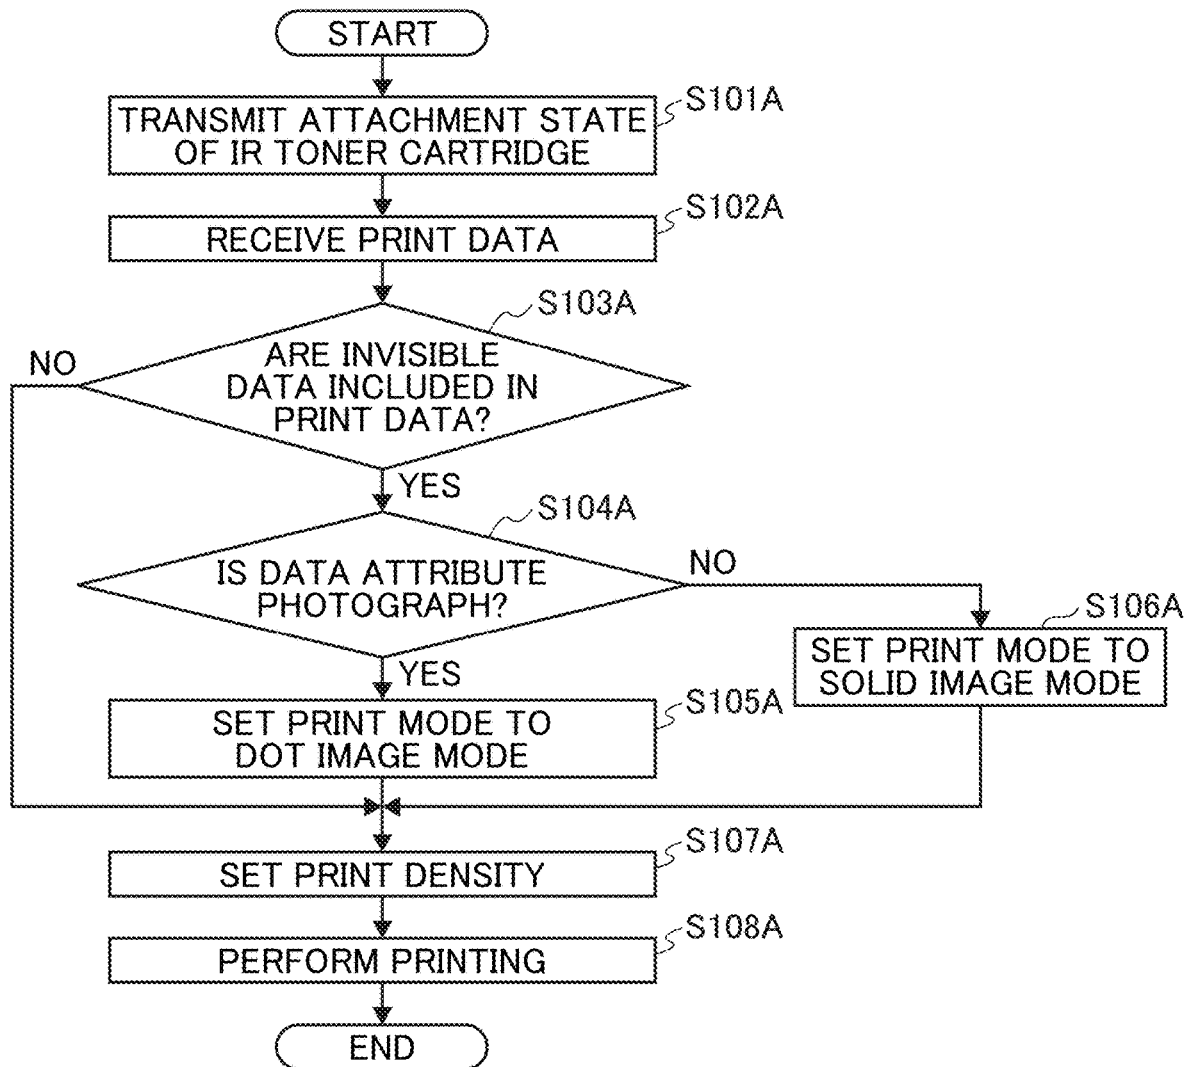 START
TRANSMIT ATTACHMENT STATE
OF IR TONER CARTRIDGE
S101A
RECEIVE PRINT DATA
S102A
S103A
ARE INVISIBLE
DATA INCLUDED IN
PRINT DATA?
NO
YES
S104A
IS DATA ATTRIBUTE
PHOTOGRAPH?
NO
YES
S106A
SET PRINT MODE TO
SOLID IMAGE MODE
S105A
SET PRINT MODE TO
DOT IMAGE MODE
S107A
SET PRINT DENSITY
S108A
PERFORM PRINTING
END